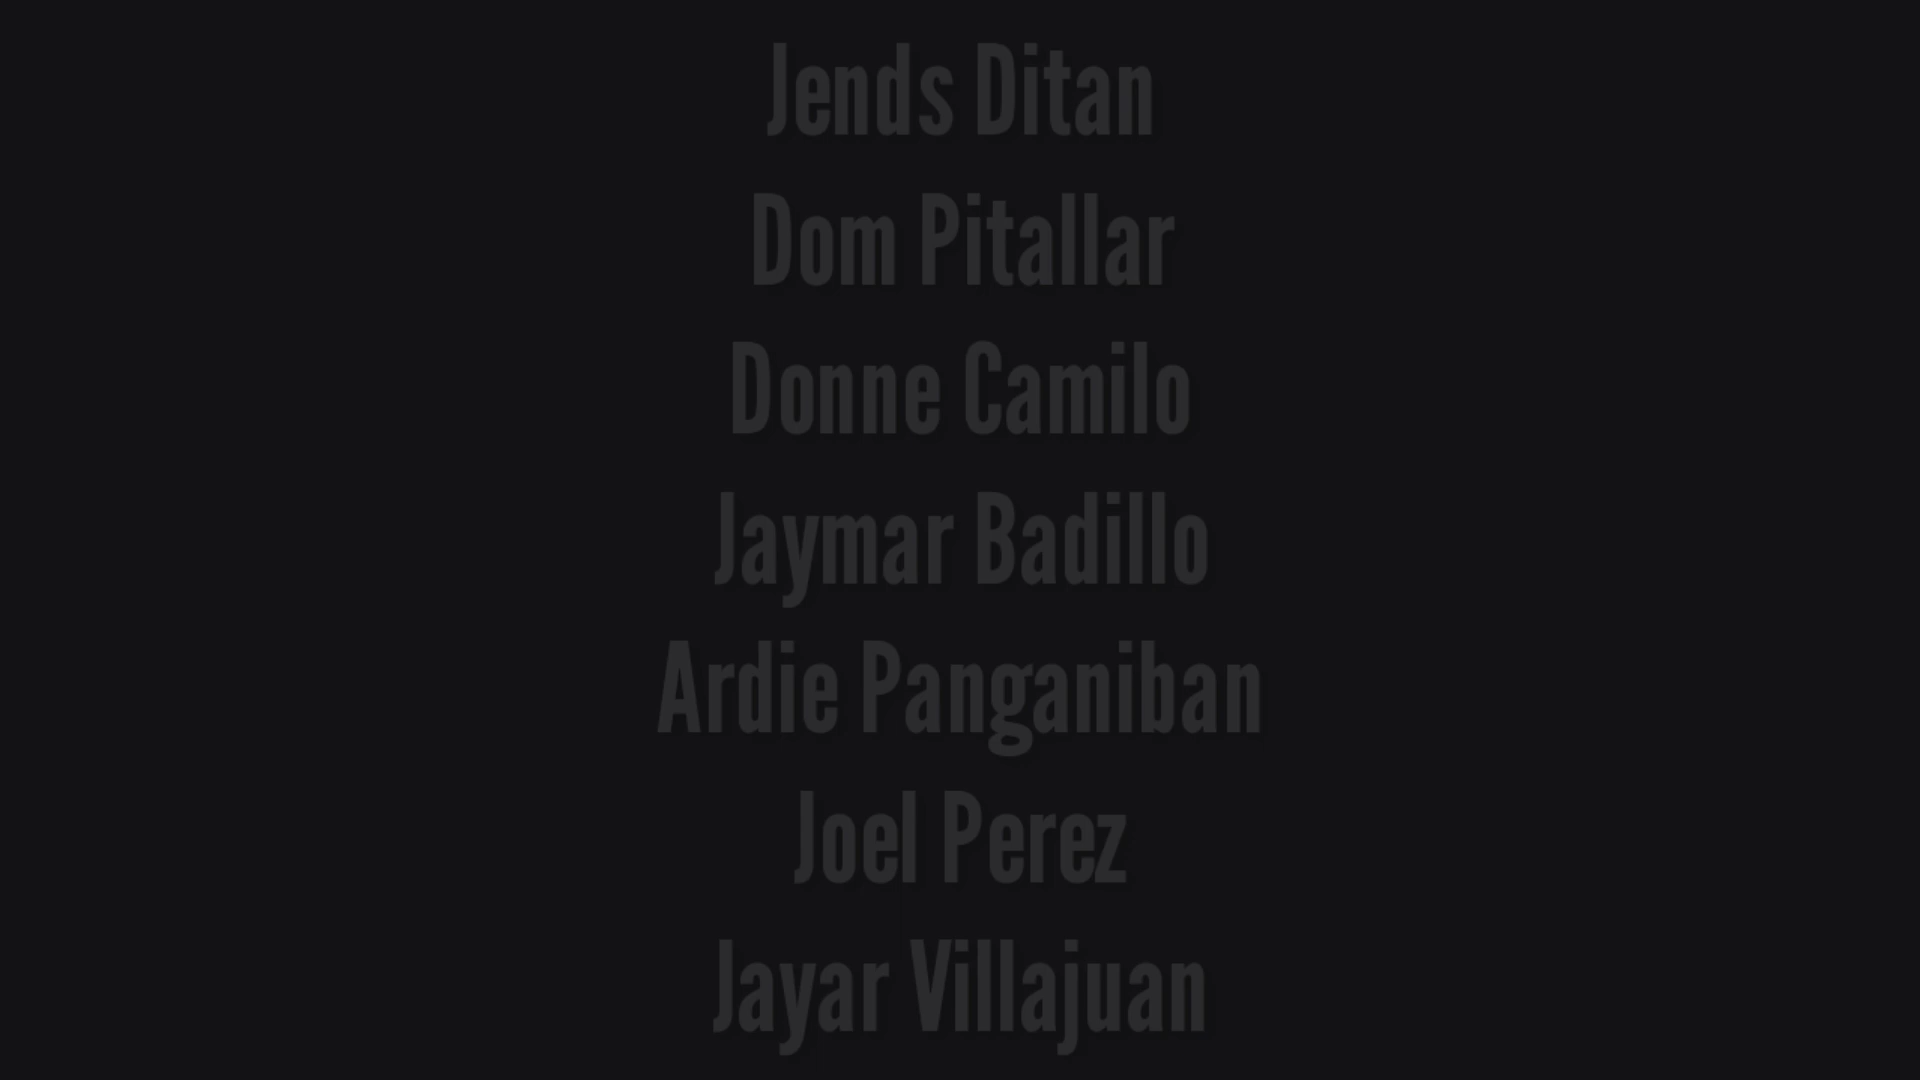 Jends Ditan
Dom Pitallar
Donne Camilo
Jaymar Badillo
Ardie Panganiban
Joel Perez
Jayar Villajuan